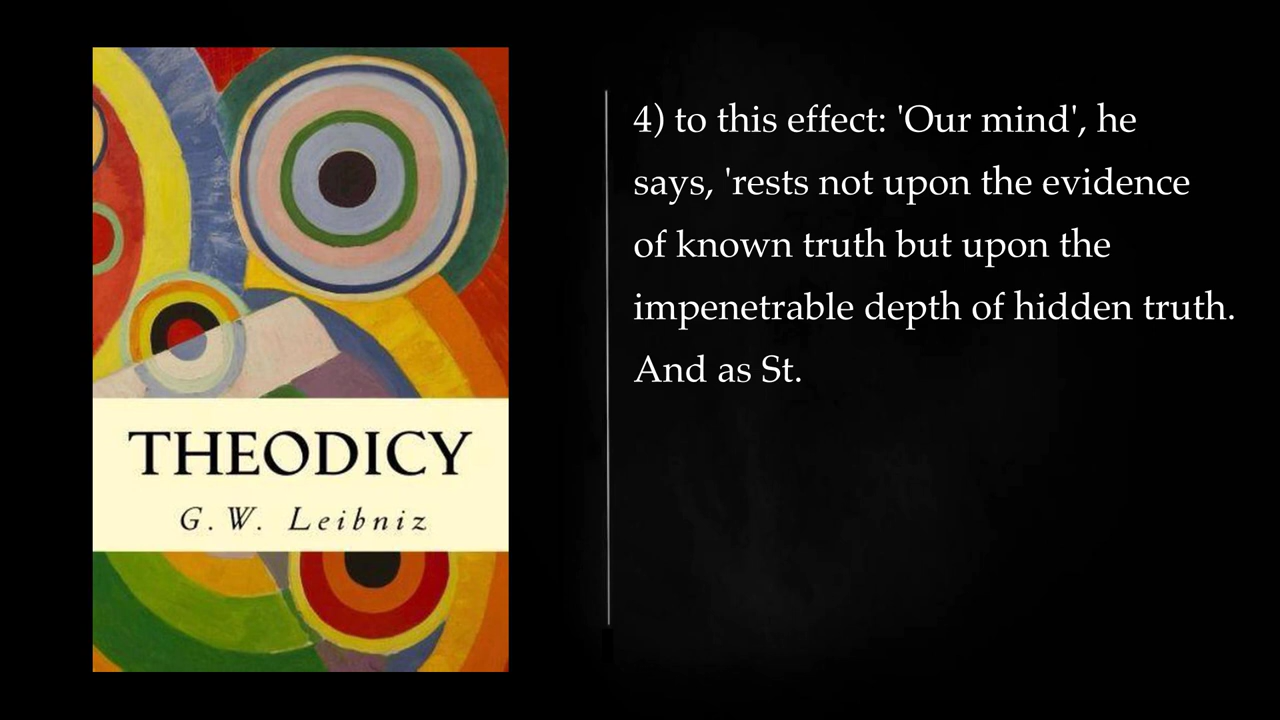 THEODICY
G. W. Leibniz
4) to this effect: 'Our mind', he
says, 'rests not upon the evidence
of known truth but upon the
impenetrable depth of hidden truth.
And as St.